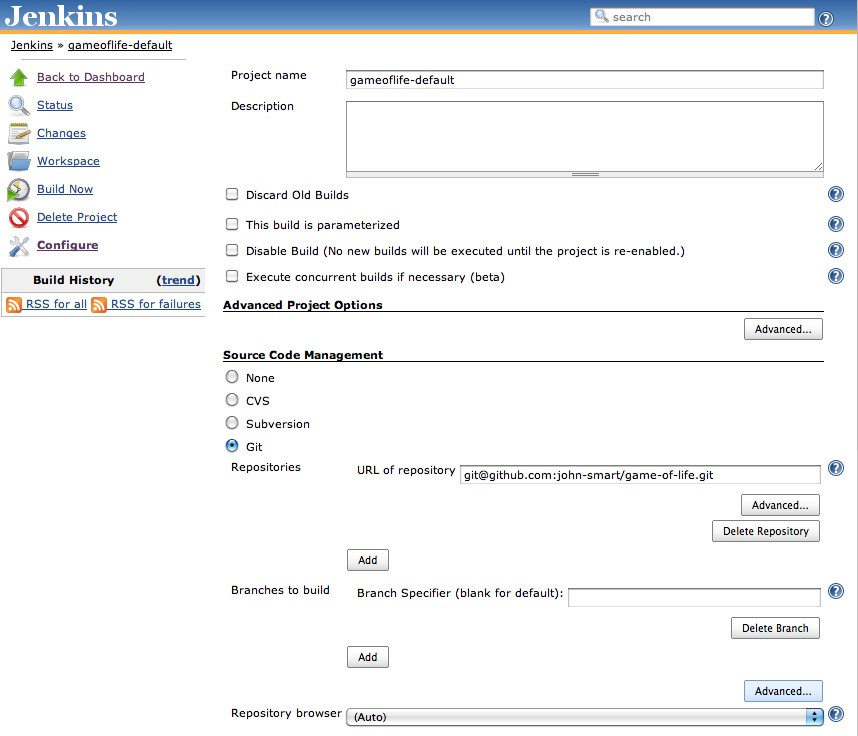 Jenkins
search
Jenkins » gameoflife-default
Back to Dashboard
Status
Changes
Workspace
Build Now
Delete Project
Configure
Build History (trend)
RSS for all RSS for failures
Project name gameoflife-default
Description
Discard Old Builds
This build is parameterized
Disable Build (No new builds will be executed until the project is re-enabled.)
Execute concurrent builds if necessary (beta)
Advanced Project Options
Advanced...
Source Code Management
None
CVS
Subversion
Git
Repositories URL of repository git@github.com:john-smart/game-of-life.git
Advanced...
Delete Repository
Add
Branches to build Branch Specifier (blank for default):
Delete Branch
Add
Advanced...
Repository browser (Auto)